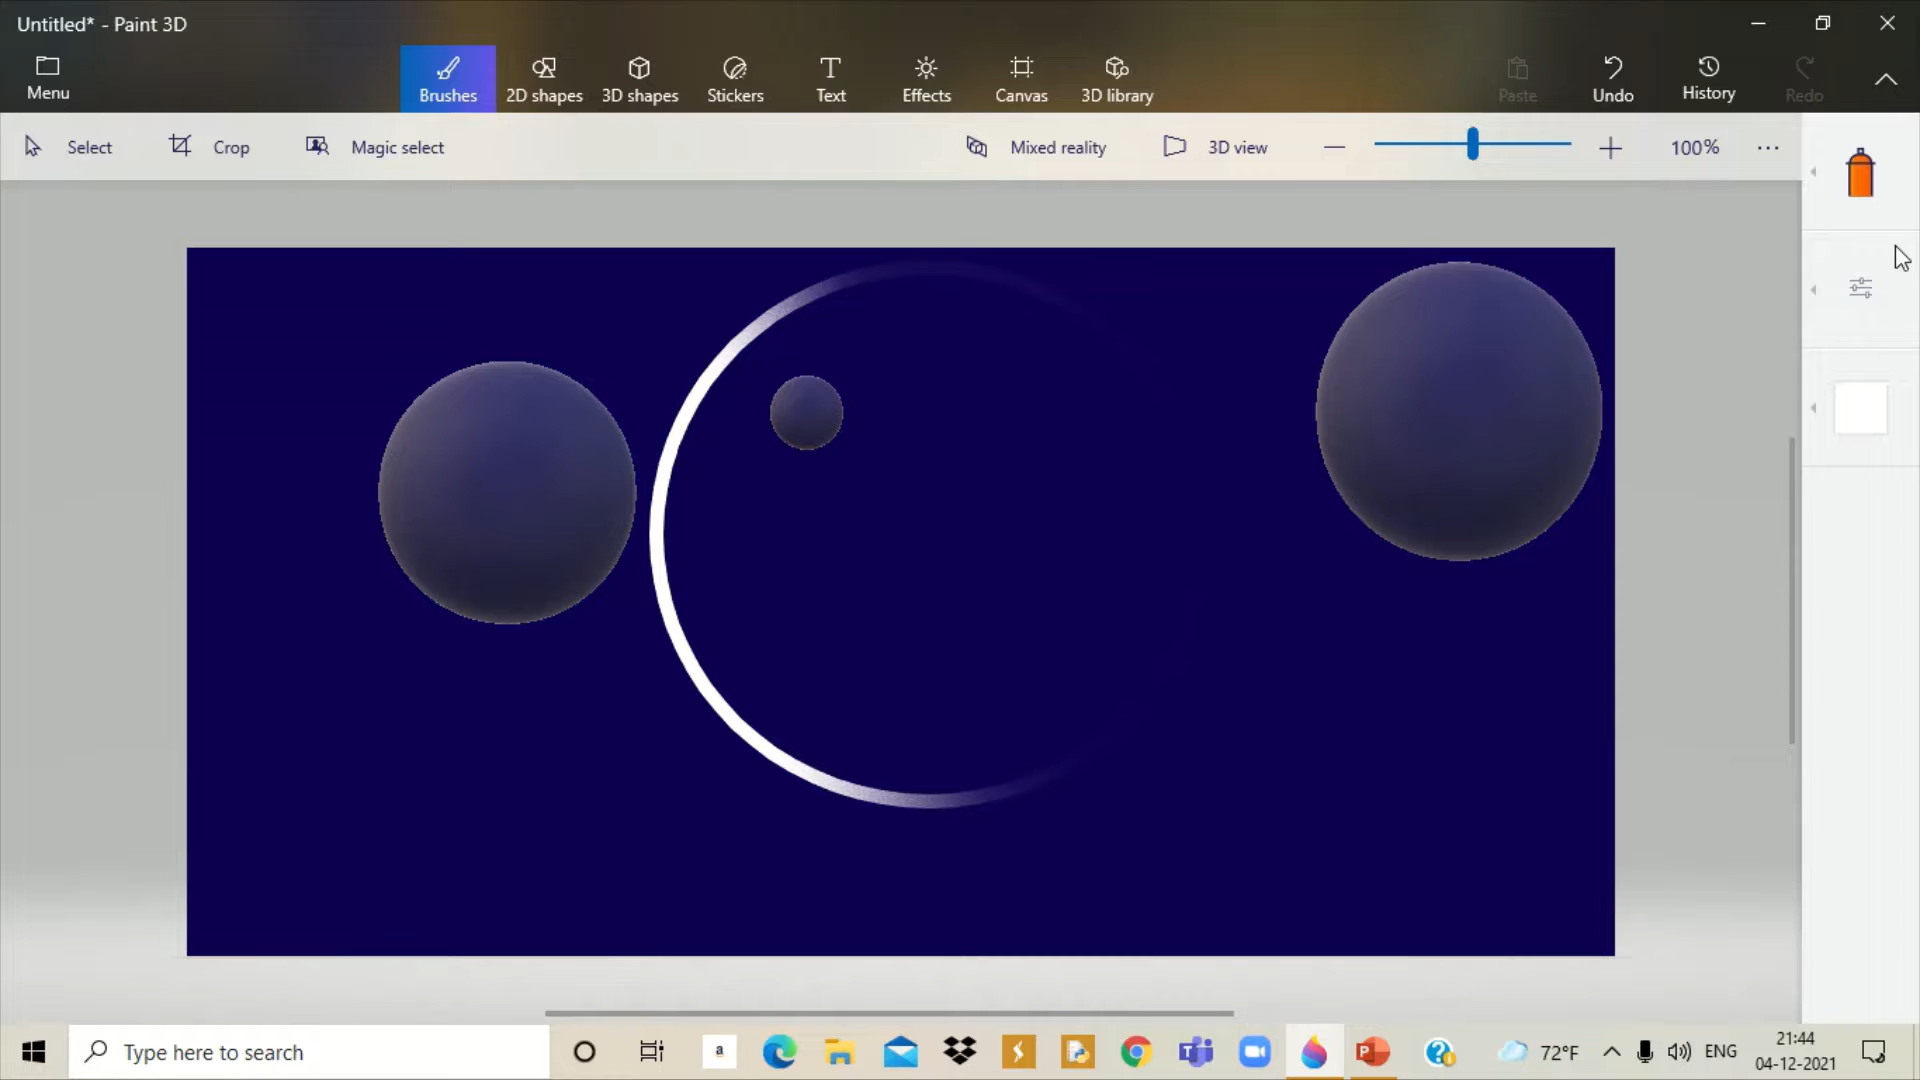 Untitled* - Paint 3D
Menu
Brushes
2D shapes
3D shapes
Stickers
Text
Effects
Canvas
3D library
Paste
Undo
History
Redo
Select
Crop
Magic select
Mixed reality
3D view
100%
Type here to search
a
72°F
ENG
21:44
04-12-2021